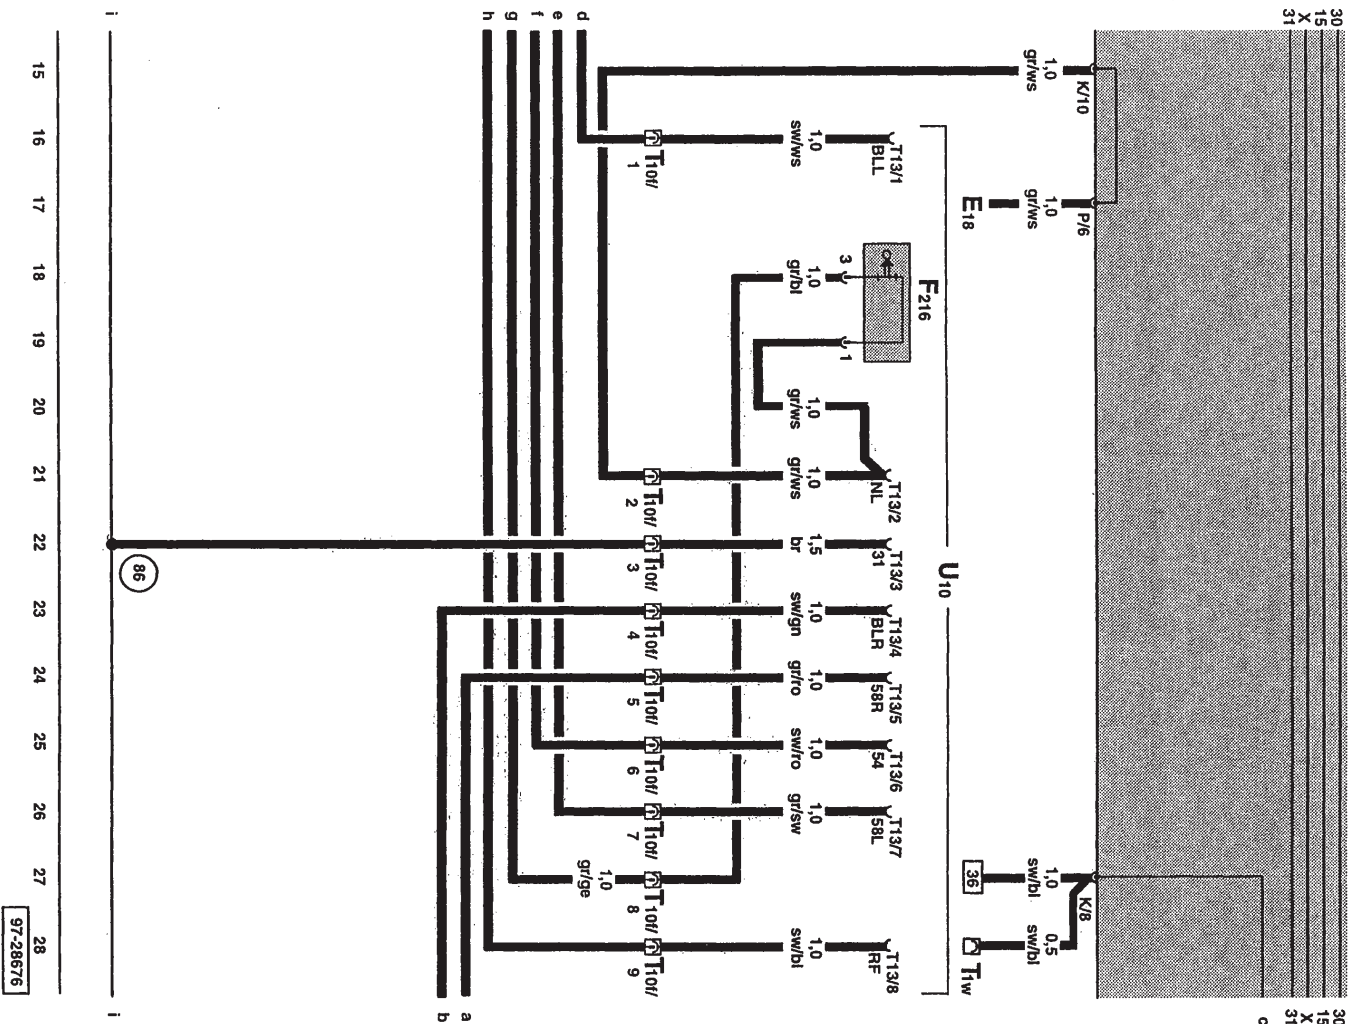 30
15
X
31
K/10
1,0
gr/ws
P/6
1,0
gr/ws
E18
K/8
1,0
sw/bl
36
0,5
sw/bl
T1w
c
30
15
X
31
U10
F216
3
1
T13/1
BLL
T13/2
NL
T13/3
31
T13/4
BLR
T13/5
58R
T13/6
54
T13/7
58L
T13/8
RF
1,0
sw/ws
1,0
gr/bl
1,0
gr/ws
1,0
gr/ws
1,5
br
1,0
sw/gn
1,0
gr/ro
1,0
sw/ro
1,0
gr/sw
1,0
sw/bl
T10f/
1
T10f/
2
T10f/
3
T10f/
4
T10f/
5
T10f/
6
T10f/
7
T10f/
8
T10f/
9
1,0
gr/ge
d
e
f
g
h
a
b
i
86
i
15 16 17 18 19 20 21 22 23 24 25 26 27 28
97-28676